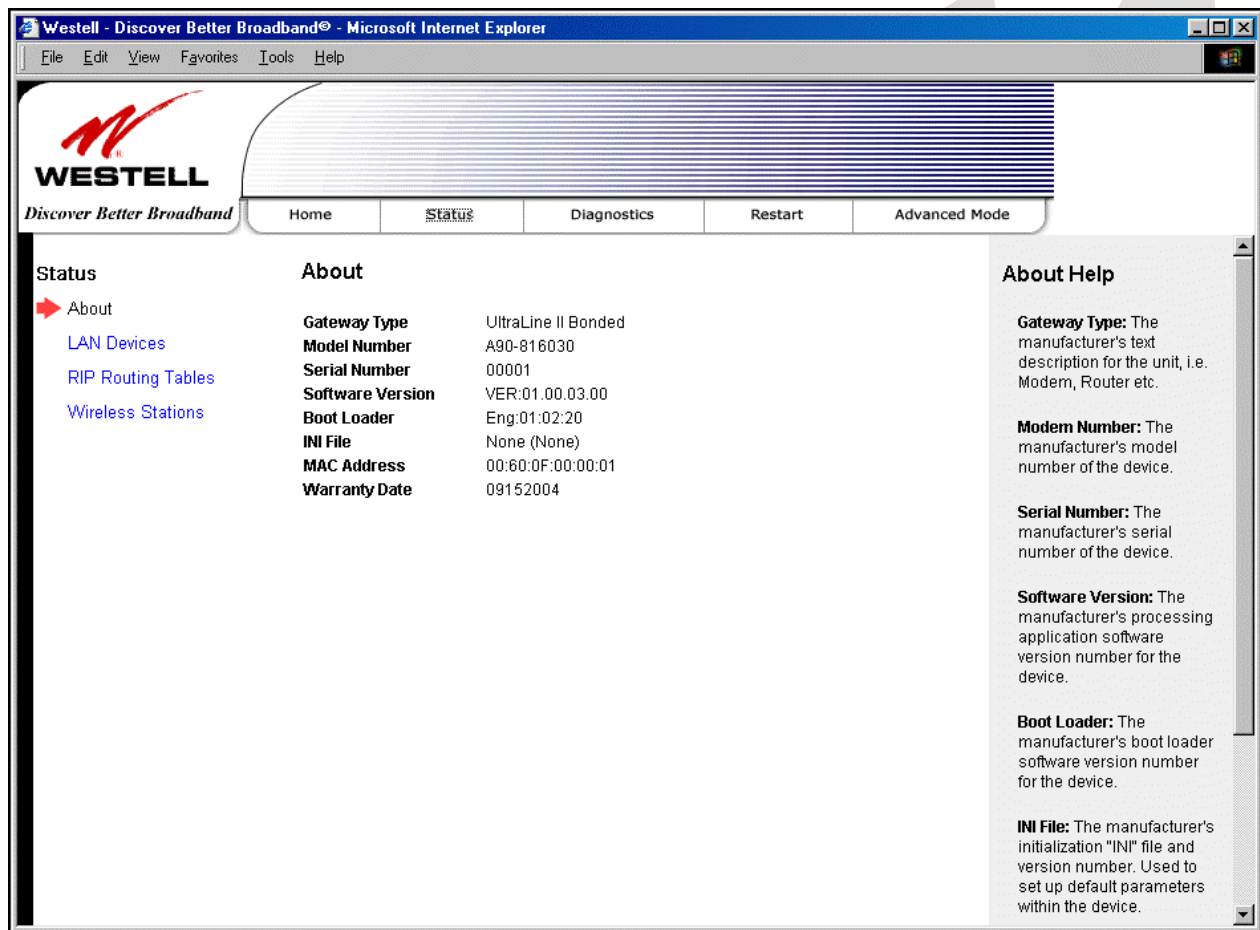 Westell - Discover Better Broadband® - Microsoft Internet Explorer
File Edit View Favorites Tools Help
WESTELL
Discover Better Broadband
Home Status Diagnostics Restart Advanced Mode
Status
About
LAN Devices
RIP Routing Tables
Wireless Stations
About
Gateway Type UltraLine II Bonded
Model Number A90-816030
Serial Number 00001
Software Version VER:01.00.03.00
Boot Loader Eng:01:02:20
INI File None (None)
MAC Address 00:60:0F:00:00:01
Warranty Date 09152004
About Help
Gateway Type: The
manufacturer's text
description for the unit, i.e.
Modem, Router etc.
Modem Number: The
manufacturer's model
number of the device.
Serial Number: The
manufacturer's serial
number of the device.
Software Version: The
manufacturer's processing
application software
version number for the
device.
Boot Loader: The
manufacturer's boot loader
software version number
for the device.
INI File: The manufacturer's
initialization "INI" file and
version number. Used to
set up default parameters
within the device.